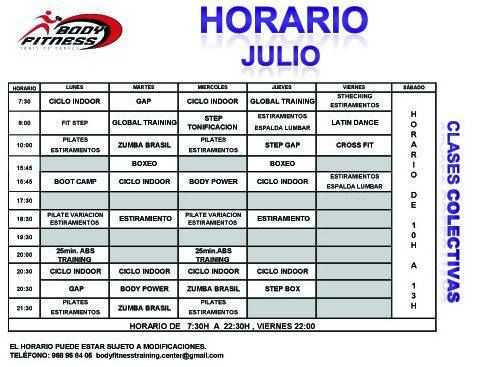 BODY
FITNESS
HORARIO
JULIO
HORARIO LUNES MARTES MIERCOLES JUEVES VIERNES SÁBADO
7:30 CICLO INDOOR GAP CICLO INDOOR GLOBAL TRAINING STHECHING ESTIRAMIENTOS
9:00 FIT STEP GLOBAL TRAINING STEP TONIFICACION ESTIRAMIENTOS ESPALDA LUMBAR LATIN DANCE
10:00 PILATES ESTIRAMIENTOS ZUMBA BRASIL PILATES ESTIRAMIENTOS STEP GAP CROSS FIT
15:45 BOXEO BOXEO
15:45 BOOT CAMP CICLO INDOOR BODY POWER CICLO INDOOR ESTIRAMIENTOS ESPALDA LUMBAR
17:30
18:30 PILATE VARIACION ESTIRAMIENTOS ESTIRAMIENTO PILATE VARIACION ESTIRAMIENTOS ESTIRAMIENTO
19:30
20:00 25min. ABS TRAINING 25min. ABS TRAINING
20:30 CICLO INDOOR CICLO INDOOR CICLO INDOOR CICLO INDOOR
20:30 GAP BODY POWER ZUMBA BRASIL STEP BOX
21:30 PILATES ESTIRAMIENTOS ZUMBA BRASIL PILATES ESTIRAMIENTOS
HORARIO DE 10H A 13H
CLASES COLECTIVAS
HORARIO DE 7:30H A 22:30H , VIERNES 22:00
EL HORARIO PUEDE ESTAR SUJETO A MODIFICACIONES.
TELÉFONO: 968 95 84 05 bodyfitnesstraining.center@gmail.com